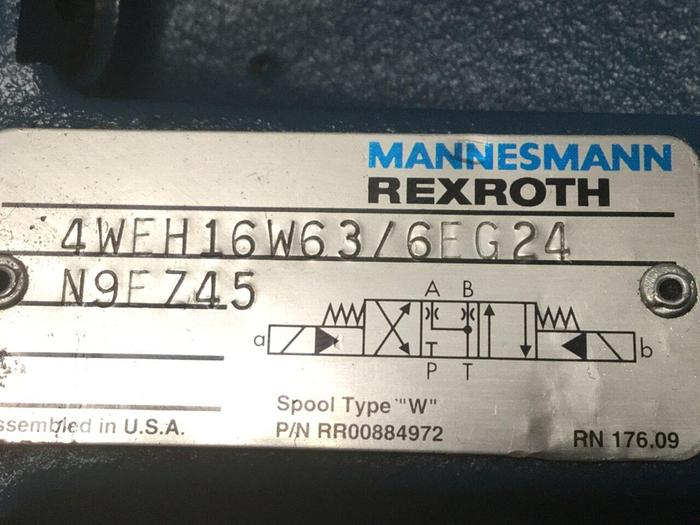 MANNESMANN
REXROTH
4WEH16W63/6EG24
N9EZ45
A B
a
b
P T
Spool Type "W"
ssembled in U.S.A.
P/N RR00884972
RN 176.09